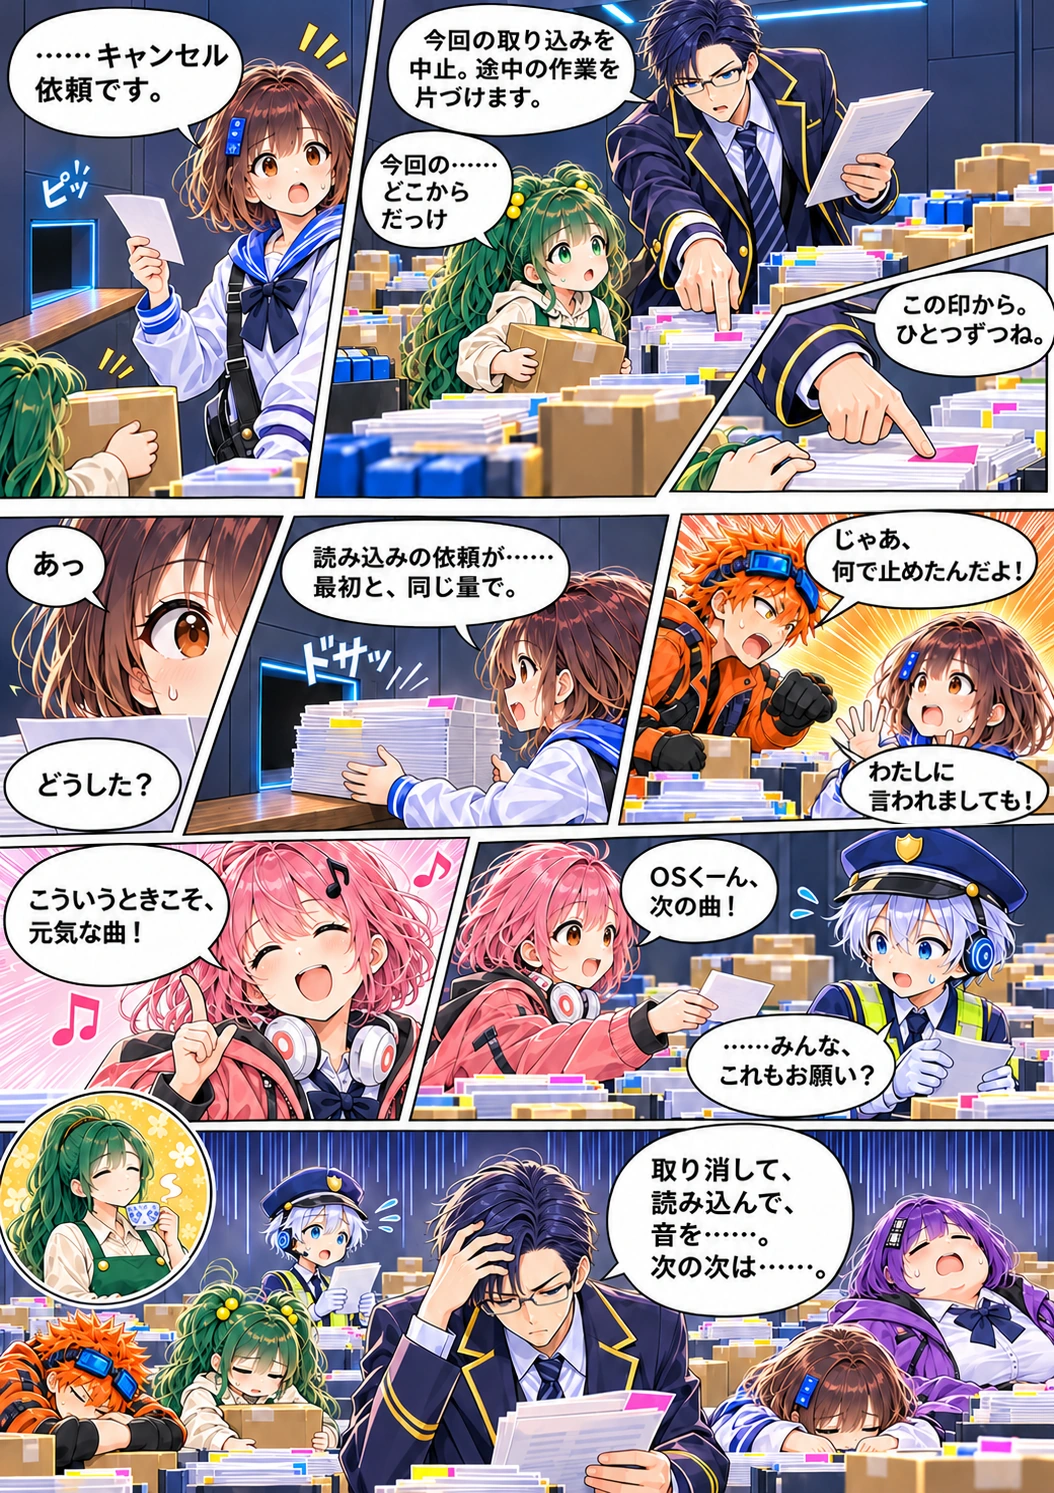 ……キャンセル
依頼です。
ピッ
今回の取り込みを
中止。途中の作業を
片づけます。
今回の……
どこから
だっけ
この印から。
ひとつずつね。
あっ
どうした？
読み込みの依頼が……
最初と、同じ量で。
ドサッ
じゃあ、
何で止めたんだよ！
わたしに
言われましても！
こういうときこそ、
元気な曲！
OSくーん、
次の曲！
……みんな、
これもお願い？
取り消して、
読み込んで、
音を……。
次の次は……。